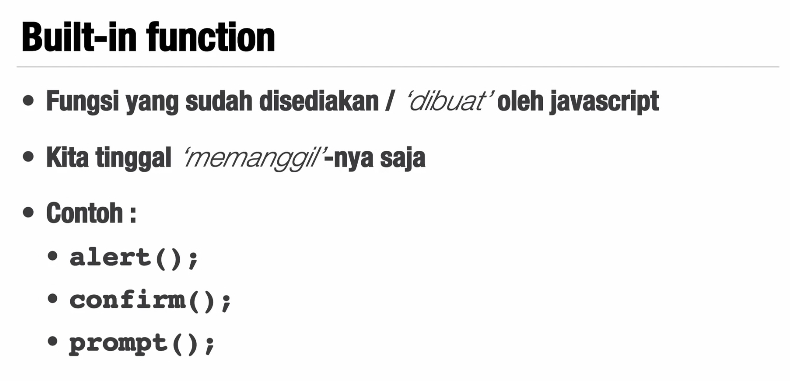 Built-in function
• Fungsi yang sudah disediakan / ‘dibuat’ oleh javascript
• Kita tinggal ‘memanggil’-nya saja
• Contoh :
• alert();
• confirm();
• prompt();